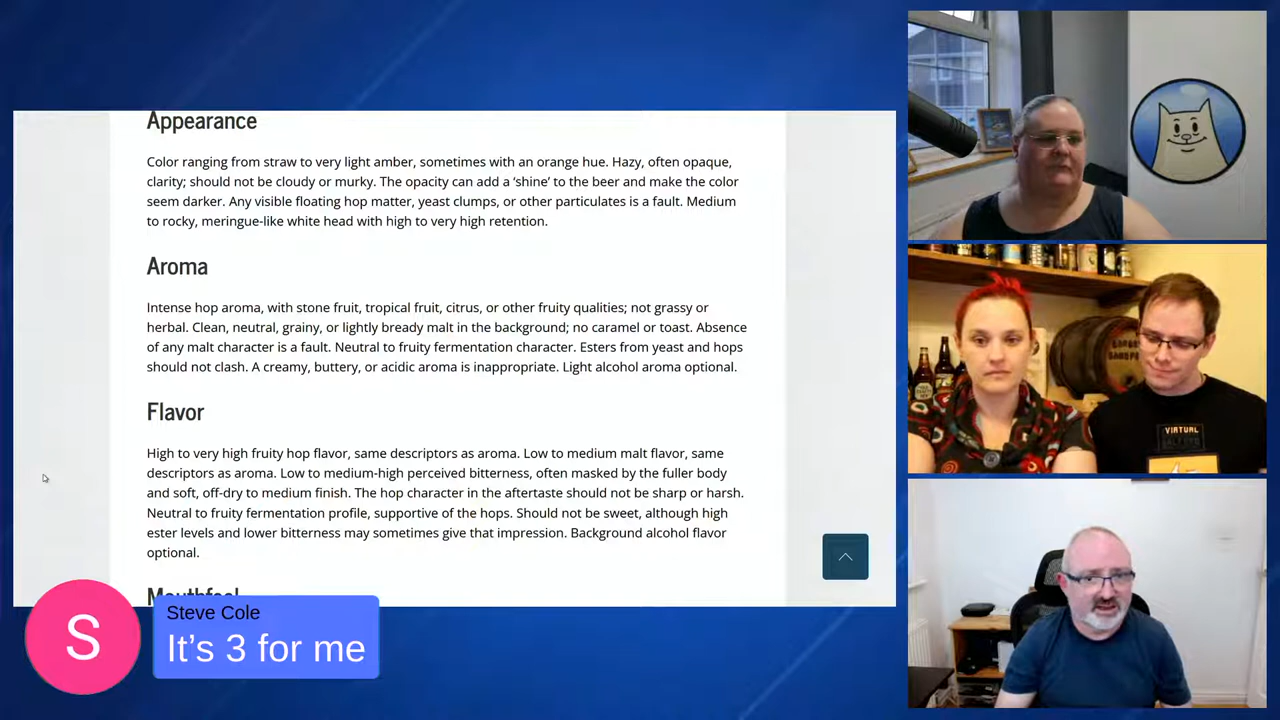 Appearance
Color ranging from straw to very light amber, sometimes with an orange hue. Hazy, often opaque,
clarity; should not be cloudy or murky. The opacity can add a ‘shine’ to the beer and make the color
seem darker. Any visible floating hop matter, yeast clumps, or other particulates is a fault. Medium
to rocky, meringue-like white head with high to very high retention.
Aroma
Intense hop aroma, with stone fruit, tropical fruit, citrus, or other fruity qualities; not grassy or
herbal. Clean, neutral, grainy, or lightly bready malt in the background; no caramel or toast. Absence
of any malt character is a fault. Neutral to fruity fermentation character. Esters from yeast and hops
should not clash. A creamy, buttery, or acidic aroma is inappropriate. Light alcohol aroma optional.
Flavor
High to very high fruity hop flavor, same descriptors as aroma. Low to medium malt flavor, same
descriptors as aroma. Low to medium-high perceived bitterness, often masked by the fuller body
and soft, off-dry to medium finish. The hop character in the aftertaste should not be sharp or harsh.
Neutral to fruity fermentation profile, supportive of the hops. Should not be sweet, although high
ester levels and lower bitterness may sometimes give that impression. Background alcohol flavor
optional.
Mouthfeel
S
Steve Cole
It’s 3 for me
VIRTUAL